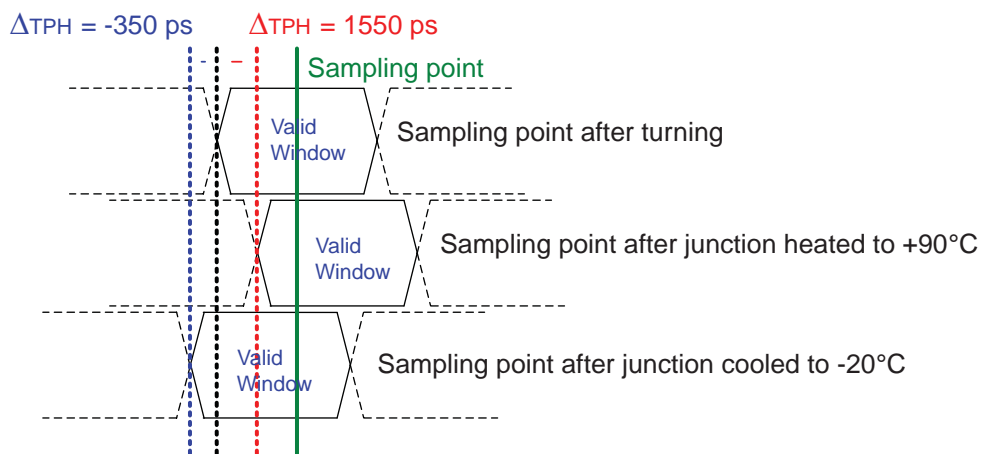 ΔTPH = -350 ps
ΔTPH = 1550 ps
Sampling point
Valid
Window
Sampling point after turning
Valid
Window
Sampling point after junction heated to +90°C
Valid
Window
Sampling point after junction cooled to -20°C